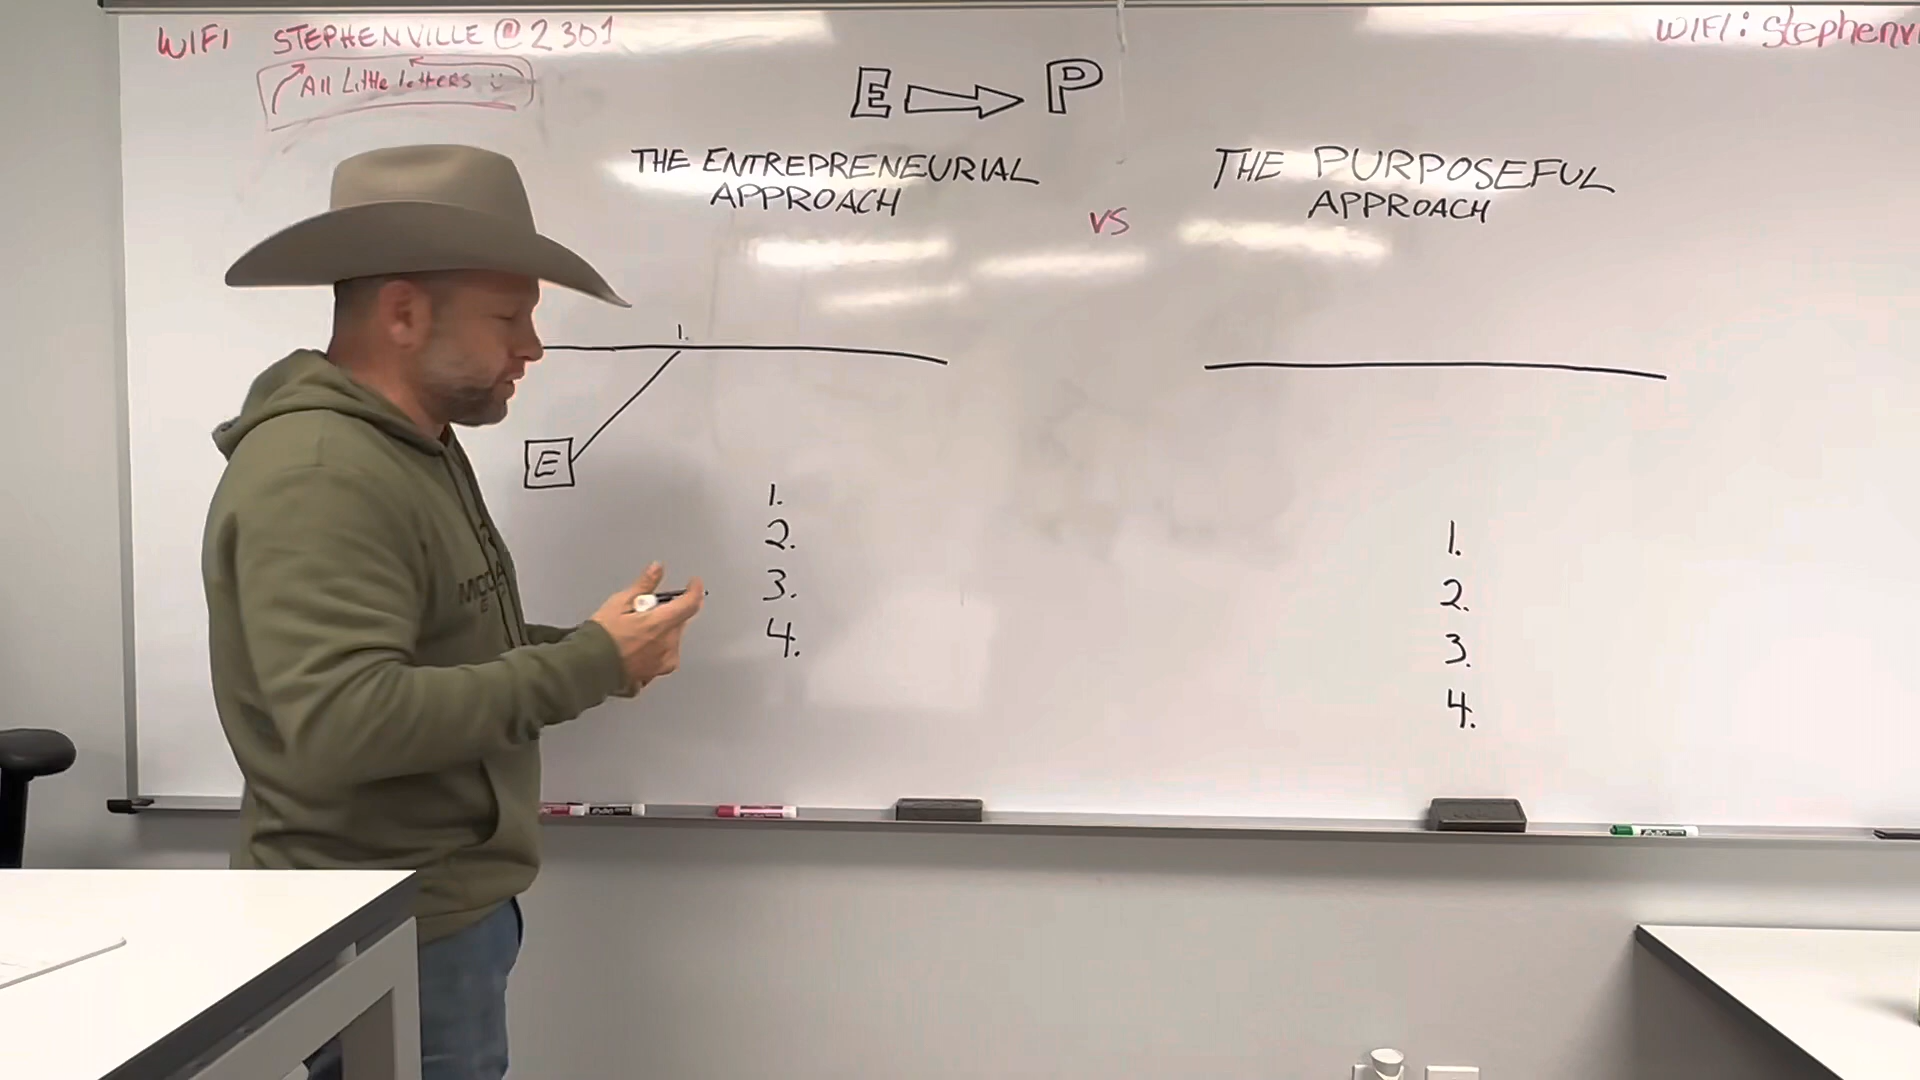 WIFI STEPHENVILLE @ 2301
All Little letters :)
WIFI: Stephenvi
E P
THE ENTREPRENEURIAL
APPROACH
VS
THE PURPOSEFUL
APPROACH
1.
E
1.
2.
3.
4.
1.
2.
3.
4.